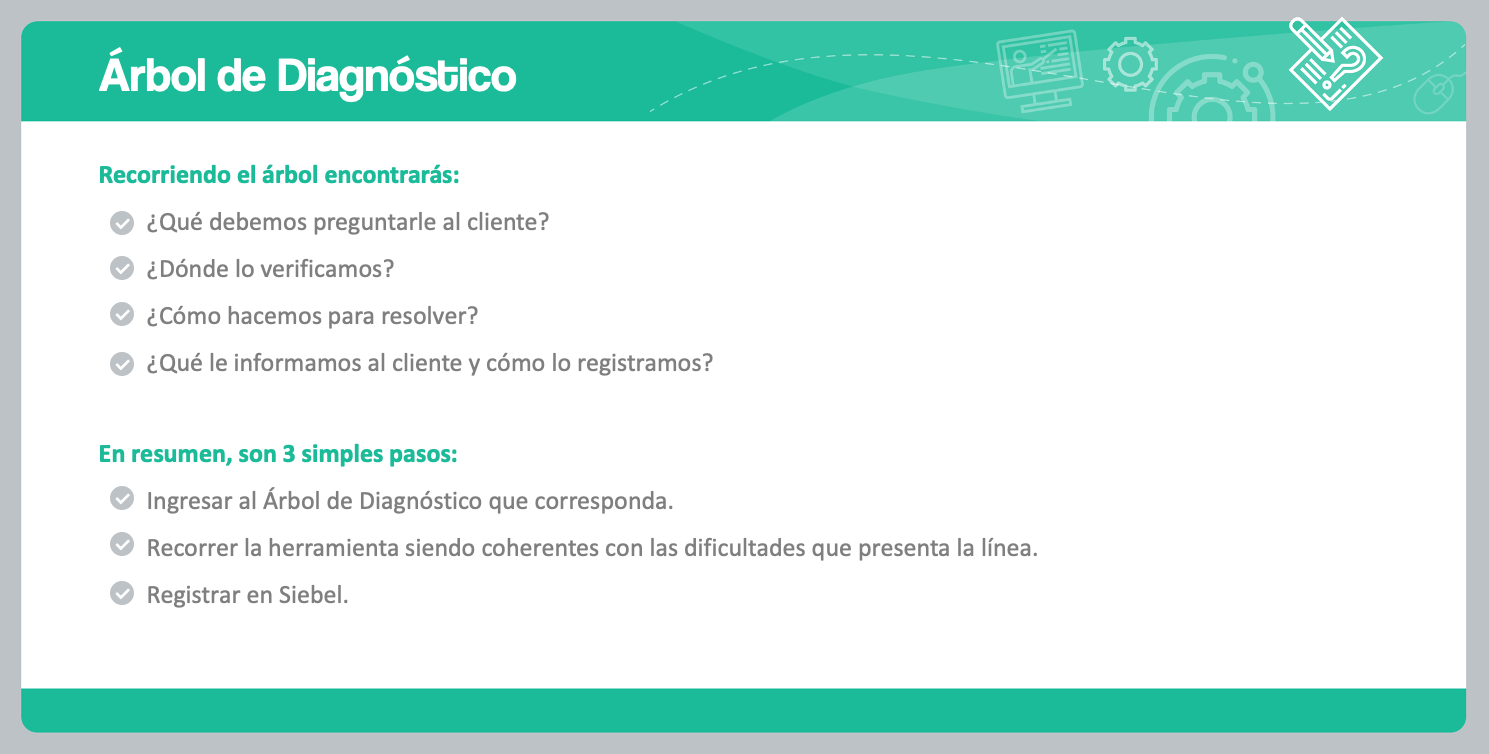 Árbol de Diagnóstico
Recorriendo el árbol encontrarás:
¿Qué debemos preguntarle al cliente?
¿Dónde lo verificamos?
¿Cómo hacemos para resolver?
¿Qué le informamos al cliente y cómo lo registramos?
En resumen, son 3 simples pasos:
Ingresar al Árbol de Diagnóstico que corresponda.
Recorrer la herramienta siendo coherentes con las dificultades que presenta la línea.
Registrar en Siebel.